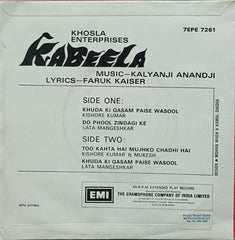 KHOSLA
ENTERPRISES
7EPE 7261
KABEELA
MUSIC—KALYANJI ANANDJI
LYRICS—FARUK KAISER
SIDE ONE:
KHUDA KI QASAM PAISE WASOOL
KISHORE KUMAR
DO PHOOL ZINDAGI KE
LATA MANGESHKAR
SIDE TWO:
TOO KAHTA HAI MUJHKO CHADHI HAI
KISHORE KUMAR & MUKESH
KHUDA KI QASAM PAISE WASOOL
LATA MANGESHKAR
EMI
45 R.P.M. EXTENDED PLAY RECORD
THE GRAMOPHONE COMPANY OF INDIA LIMITED